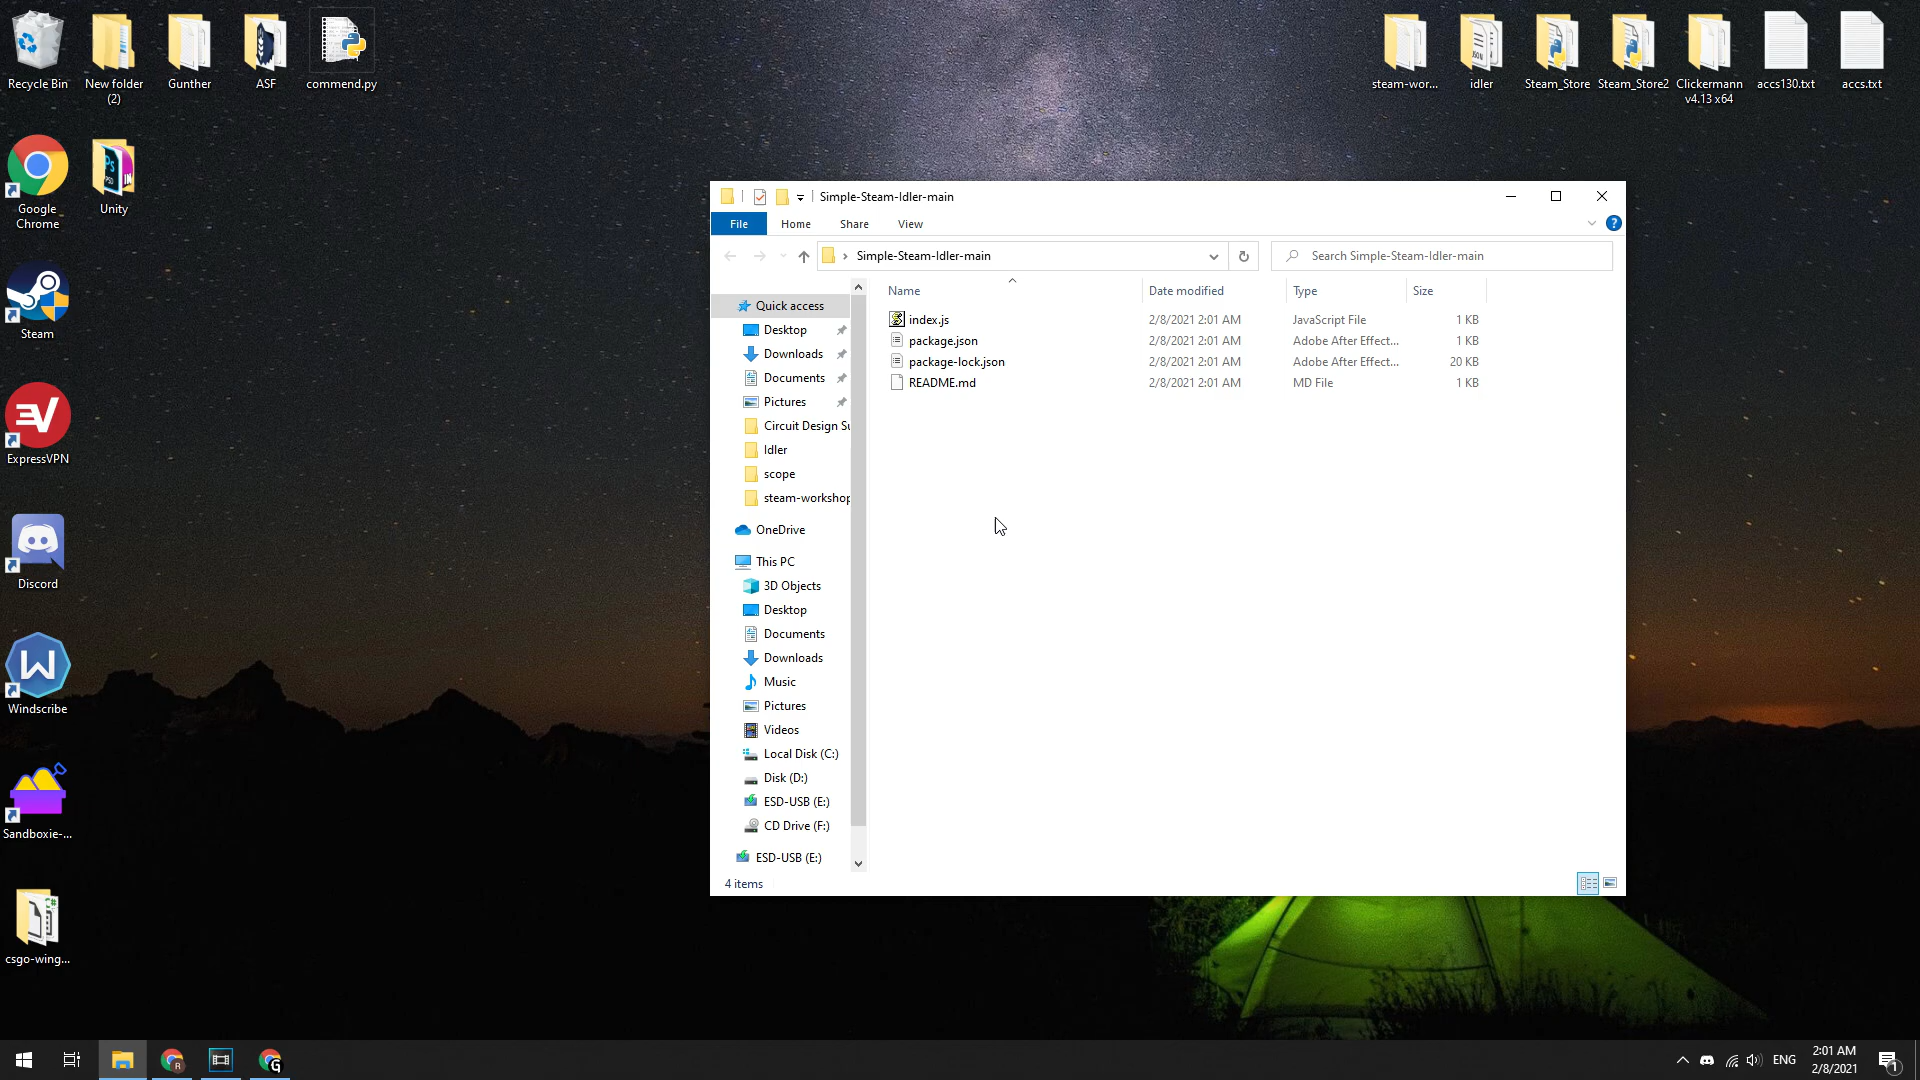 Recycle Bin
New folder
(2)
Gunther
ASF
commend.py
steam-wor...
idler
Steam_Store
Steam_Store2
Clickermann
v4.13 x64
accs130.txt
accs.txt
Google
Chrome
Unity
Steam
ExpressVPN
Discord
Windscribe
Sandboxie-...
csgo-wing...
Simple-Steam-Idler-main
File
Home
Share
View
Simple-Steam-Idler-main
Search Simple-Steam-Idler-main
Name
Date modified
Type
Size
index.js
2/8/2021 2:01 AM
JavaScript File
1 KB
package.json
2/8/2021 2:01 AM
Adobe After Effect...
1 KB
package-lock.json
2/8/2021 2:01 AM
Adobe After Effect...
20 KB
README.md
2/8/2021 2:01 AM
MD File
1 KB
Quick access
Desktop
Downloads
Documents
Pictures
Circuit Design Su
Idler
scope
steam-workshop
OneDrive
This PC
3D Objects
Desktop
Documents
Downloads
Music
Pictures
Videos
Local Disk (C:)
Disk (D:)
ESD-USB (E:)
CD Drive (F:)
ESD-USB (E:)
4 items
ENG
2:01 AM
2/8/2021
1